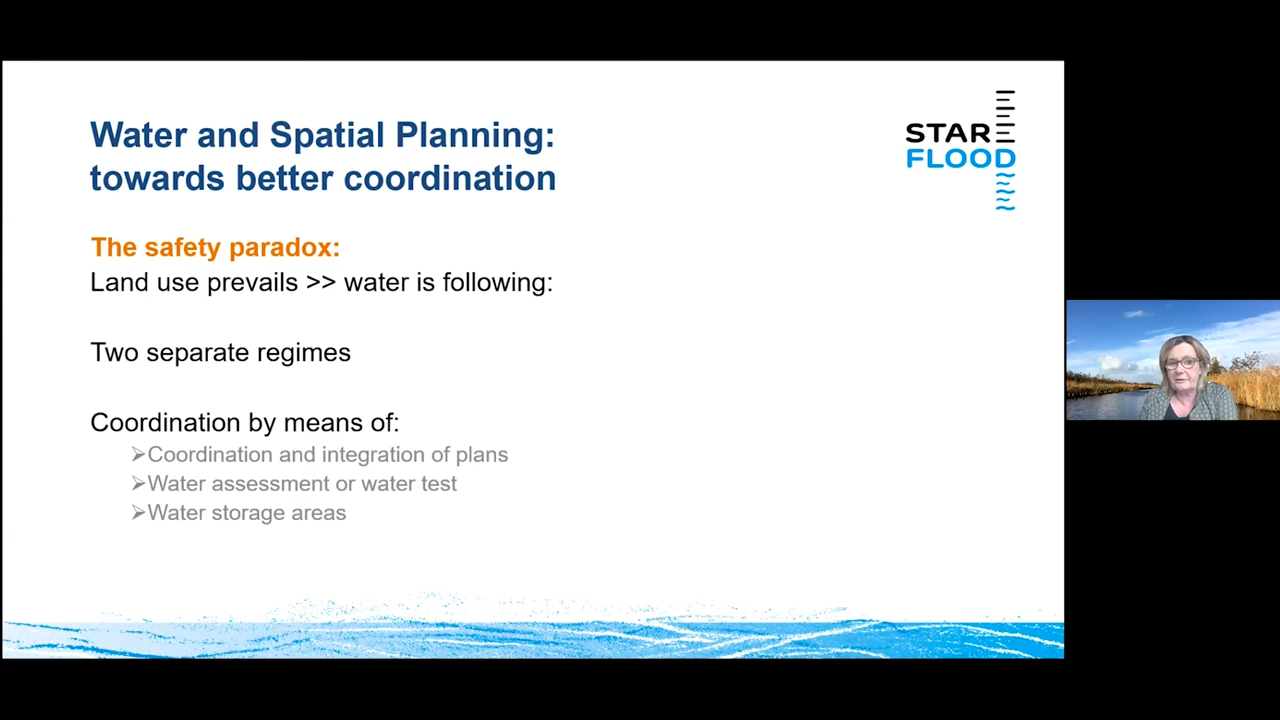 Water and Spatial Planning:
towards better coordination
STAR
FLOOD
The safety paradox:
Land use prevails >> water is following:
Two separate regimes
Coordination by means of:
➢Coordination and integration of plans
➢Water assessment or water test
➢Water storage areas